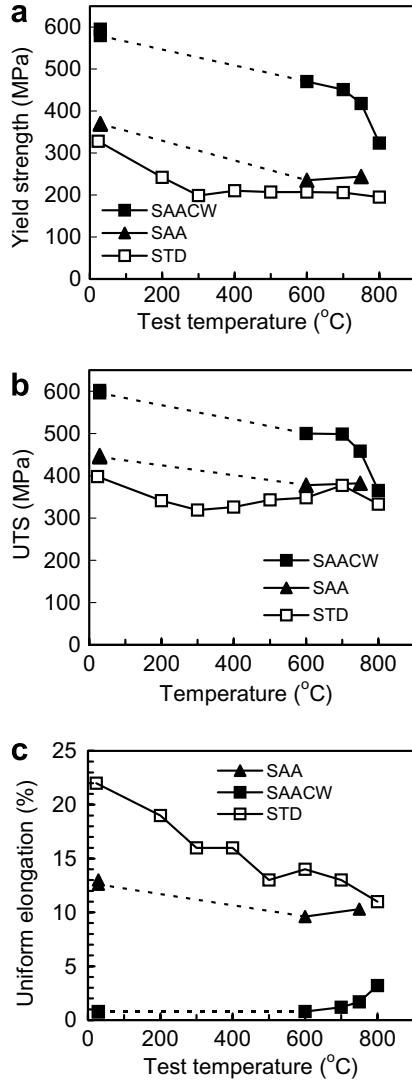 a
Yield strength (MPa)
600
500
400
300
200
100
0
SAACW
SAA
STD
0 200 400 600 800
Test temperature (°C)
b
UTS (MPa)
600
500
400
300
200
100
0
SAACW
SAA
STD
0 200 400 600 800
Temperature (°C)
c
Uniform elongation (%)
25
20
15
10
5
0
SAA
SAACW
STD
0 200 400 600 800
Test temperature (°C)